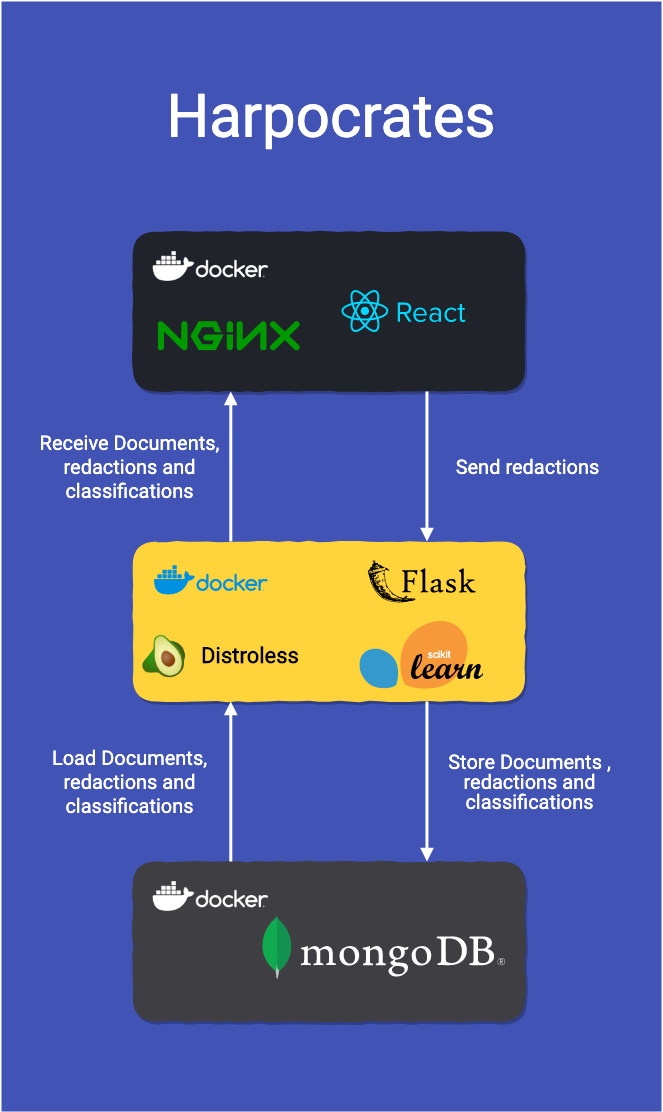 Harpocrates
docker
NGINX
React
Receive Documents,
redactions and
classifications
Send redactions
docker
Flask
Distroless
scikit
learn
Load Documents,
redactions and
classifications
Store Documents ,
redactions and
classifications
docker
mongoDB®